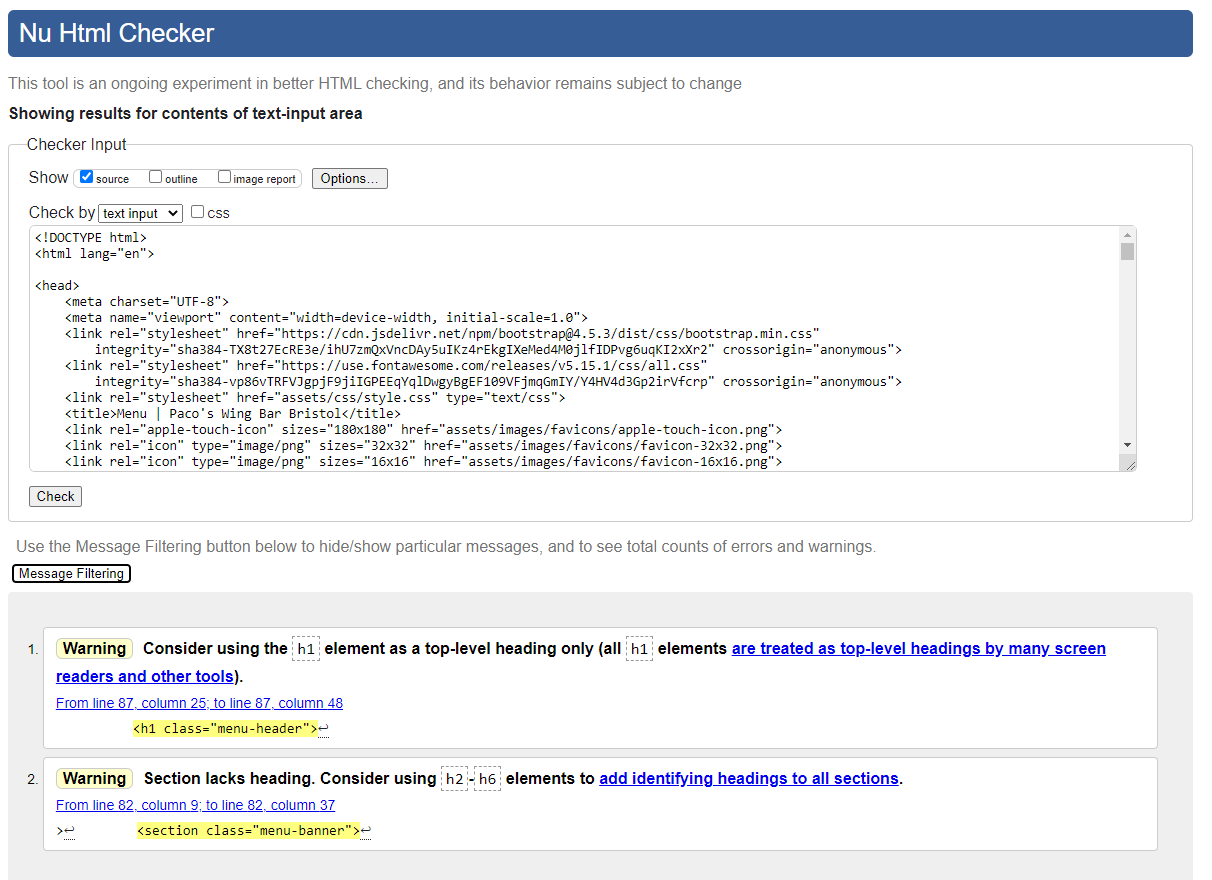 Nu Html Checker
This tool is an ongoing experiment in better HTML checking, and its behavior remains subject to change
Showing results for contents of text-input area
Checker Input
Show source outline image report Options...
Check by text input css
<!DOCTYPE html>
<html lang="en">
<head>
<meta charset="UTF-8">
<meta name="viewport" content="width=device-width, initial-scale=1.0">
<link rel="stylesheet" href="https://cdn.jsdelivr.net/npm/bootstrap@4.5.3/dist/css/bootstrap.min.css"
integrity="sha384-TX8t27EcRE3e/ihU7zmQxVncDAy5uIKz4rEkgIXeMed4M0jlfIDPvg6uqKI2xXr2" crossorigin="anonymous">
<link rel="stylesheet" href="https://use.fontawesome.com/releases/v5.15.1/css/all.css"
integrity="sha384-vp86vTRFVJgpjF9jiIGPEEqYqlDwgyBgEF109VFjmqGmIY/Y4HV4d3Gp2irVfcrp" crossorigin="anonymous">
<link rel="stylesheet" href="assets/css/style.css" type="text/css">
<title>Menu | Paco's Wing Bar Bristol</title>
<link rel="apple-touch-icon" sizes="180x180" href="assets/images/favicons/apple-touch-icon.png">
<link rel="icon" type="image/png" sizes="32x32" href="assets/images/favicons/favicon-32x32.png">
<link rel="icon" type="image/png" sizes="16x16" href="assets/images/favicons/favicon-16x16.png">
Check
Use the Message Filtering button below to hide/show particular messages, and to see total counts of errors and warnings.
Message Filtering
1. Warning Consider using the h1 element as a top-level heading only (all h1 elements are treated as top-level headings by many screen
readers and other tools).
From line 87, column 25; to line 87, column 48
<h1 class="menu-header">↩
2. Warning Section lacks heading. Consider using h2-h6 elements to add identifying headings to all sections.
From line 82, column 9; to line 82, column 37
>↩ <section class="menu-banner">↩